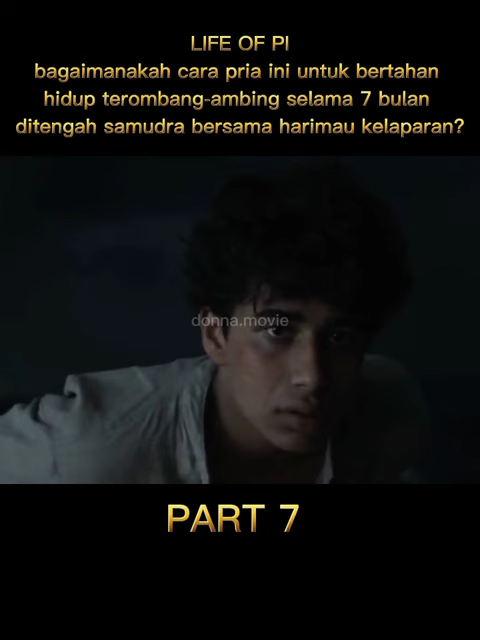 LIFE OF PI
bagaimanakah cara pria ini untuk bertahan
hidup terombang-ambing selama 7 bulan
ditengah samudra bersama harimau kelaparan?
donna.movie
PART 7